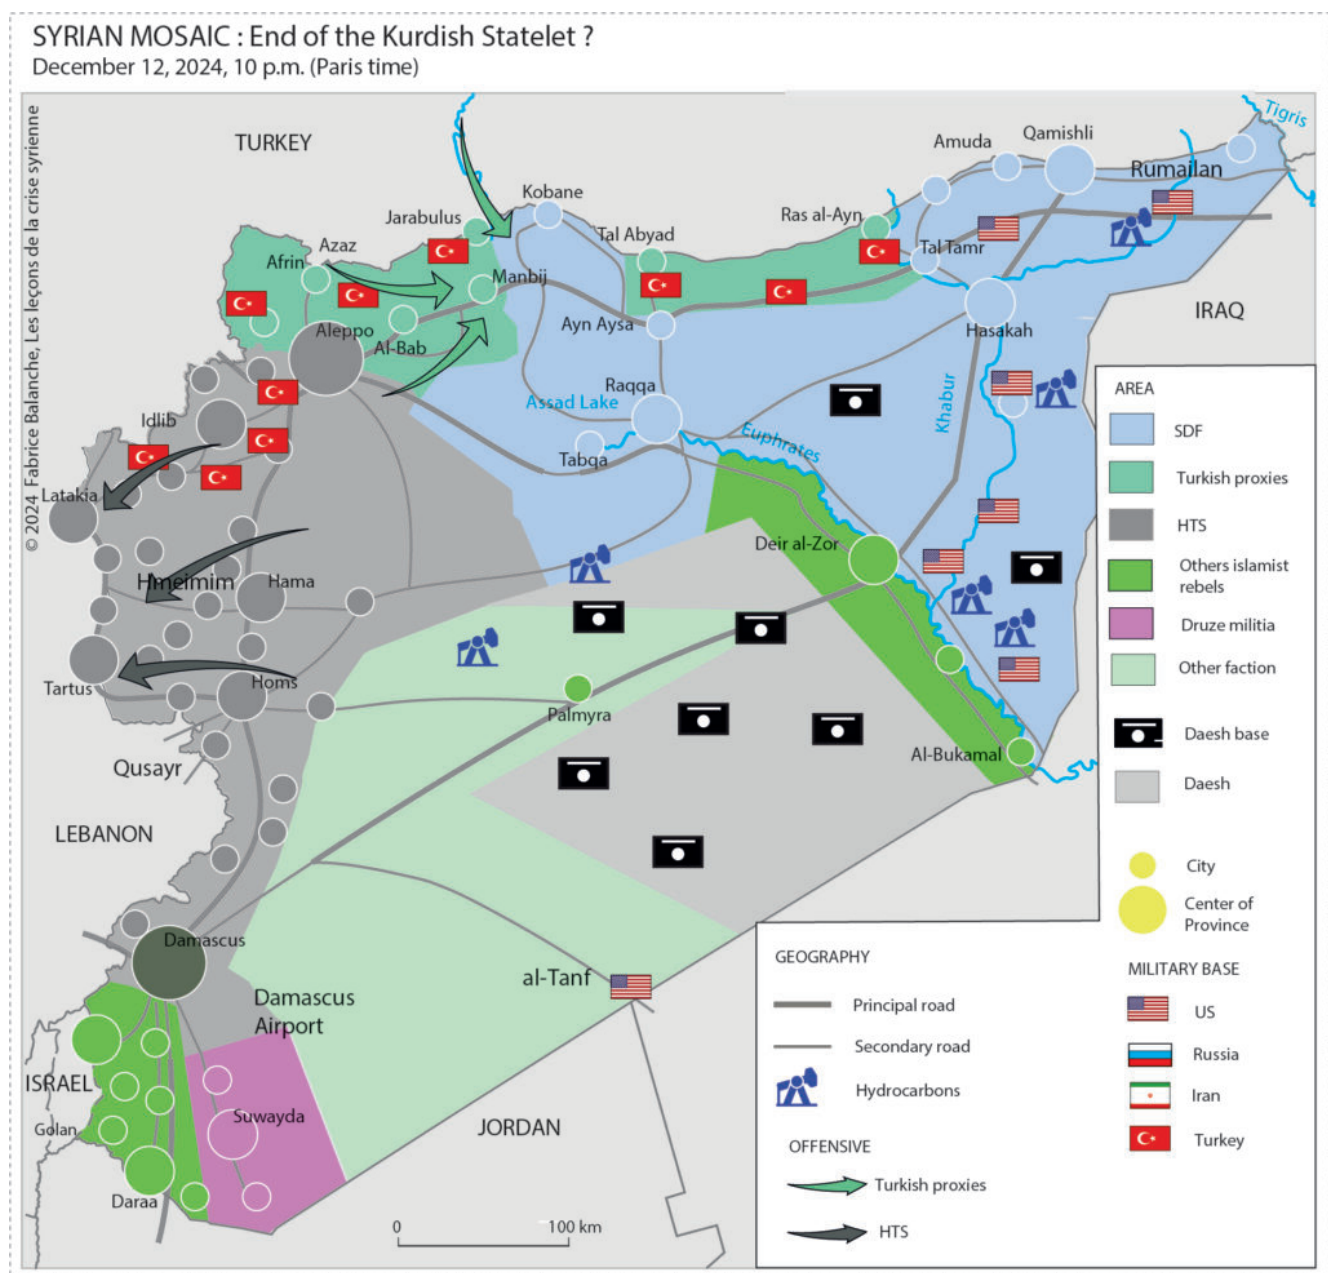 SYRIAN MOSAIC : End of the Kurdish Statelet ?
December 12, 2024, 10 p.m. (Paris time)
© 2024 Fabrice Balanche, Les leçons de la crise syrienne
TURKEY
Tigris
Qamishli
Amuda
Rumailan
Kobane
Jarabulus
Ras al-Ayn
Tal Abyad
Azaz
Tal Tamr
Afrin
Manbij
IRAQ
Aleppo
Ayn Aysa
Hasakah
Al-Bab
Raqqa
Assad Lake
Khabur
Idlib
Euphrates
Tabqa
Latakia
Deir al-Zor
Hmeimim
Hama
Tartus
Homs
Palmyra
Al-Bukamal
Qusayr
LEBANON
Damascus
al-Tanf
Damascus
Airport
ISRAEL
Golan
Suwayda
JORDAN
Daraa
0
100 km
AREA
SDF
Turkish proxies
HTS
Others islamist
rebels
Druze militia
Other faction
Daesh base
Daesh
City
Center of
Province
GEOGRAPHY
Principal road
Secondary road
Hydrocarbons
OFFENSIVE
Turkish proxies
HTS
MILITARY BASE
US
Russia
Iran
Turkey